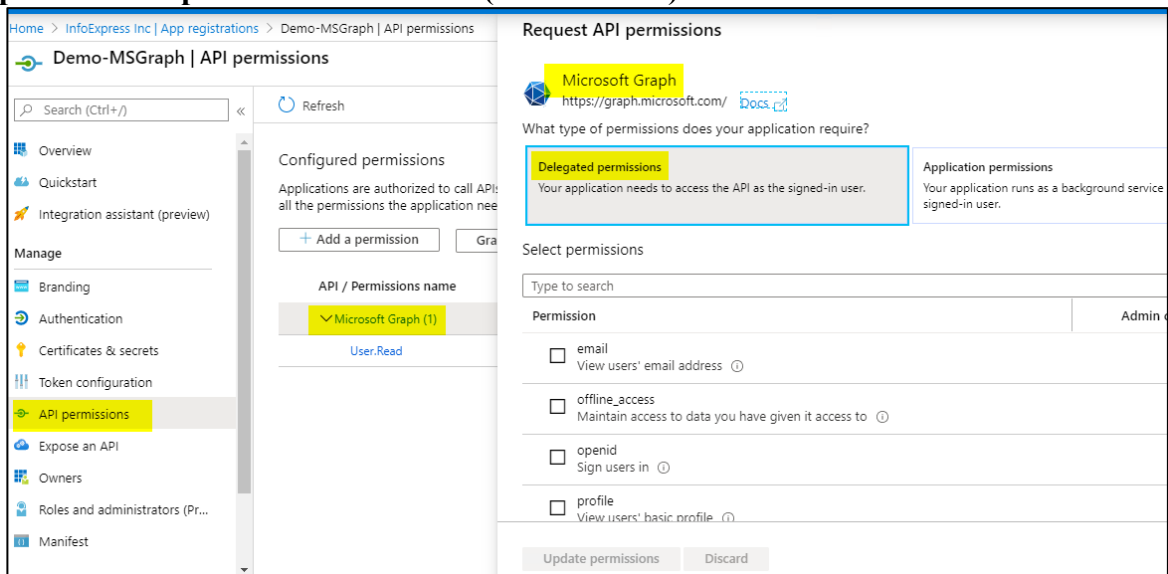 Home > InfoExpress Inc | App registrations > Demo-MSGraph | API permissions
Demo-MSGraph | API permissions
Search (Ctrl+/)
«
Overview
Quickstart
Integration assistant (preview)
Manage
Branding
Authentication
Certificates & secrets
Token configuration
API permissions
Expose an API
Owners
Roles and administrators (Pr...
Manifest
Refresh
Configured permissions
Applications are authorized to call API
all the permissions the application nee
+ Add a permission
Gra
API / Permissions name
Microsoft Graph (1)
User.Read
Request API permissions
Microsoft Graph
https://graph.microsoft.com/ Docs
What type of permissions does your application require?
Delegated permissions
Your application needs to access the API as the signed-in user.
Application permissions
Your application runs as a background service
signed-in user.
Select permissions
Type to search
Permission
Admin
email
View users' email address
offline_access
Maintain access to data you have given it access to
openid
Sign users in
profile
View users' basic profile
Update permissions
Discard